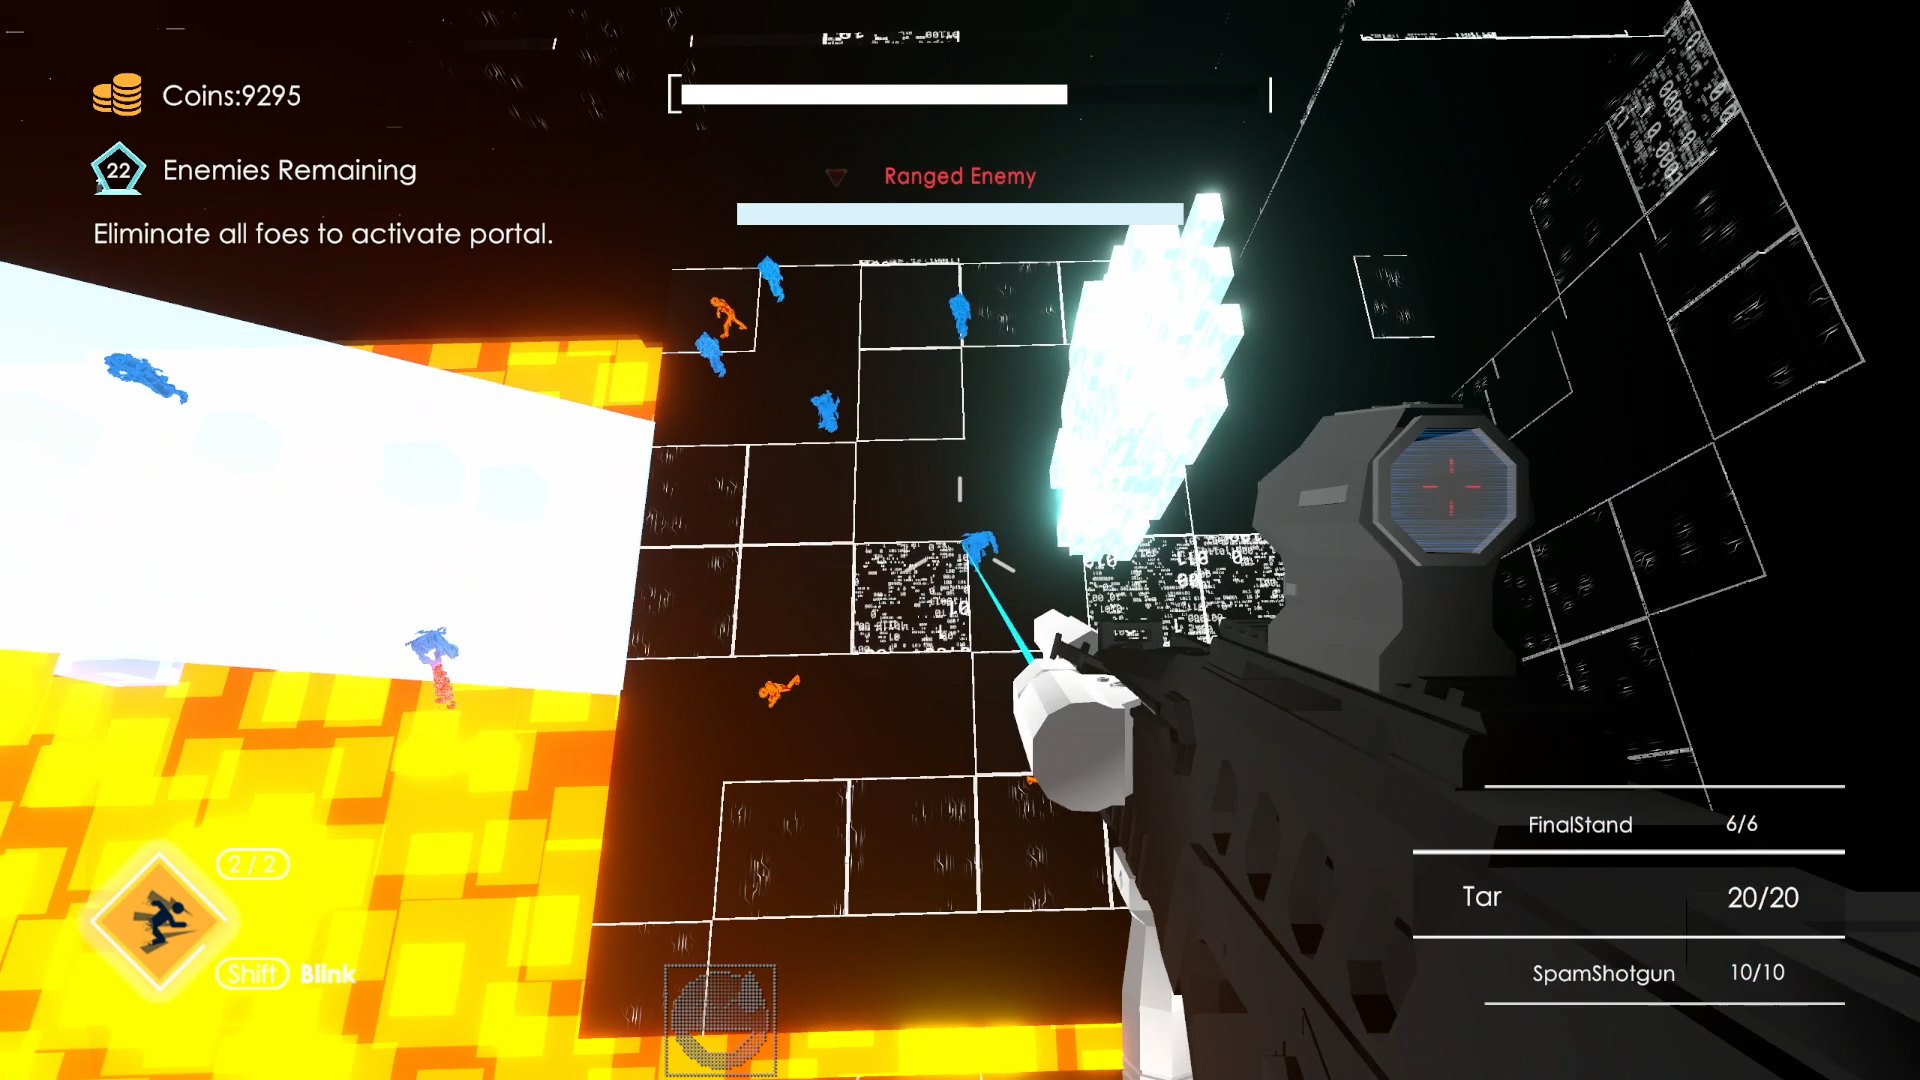 Coins:9295
22
Enemies Remaining
Eliminate all foes to activate portal.
Ranged Enemy
2 / 2
Shift Blink
FinalStand 6/6
Tar 20/20
SpamShotgun 10/10